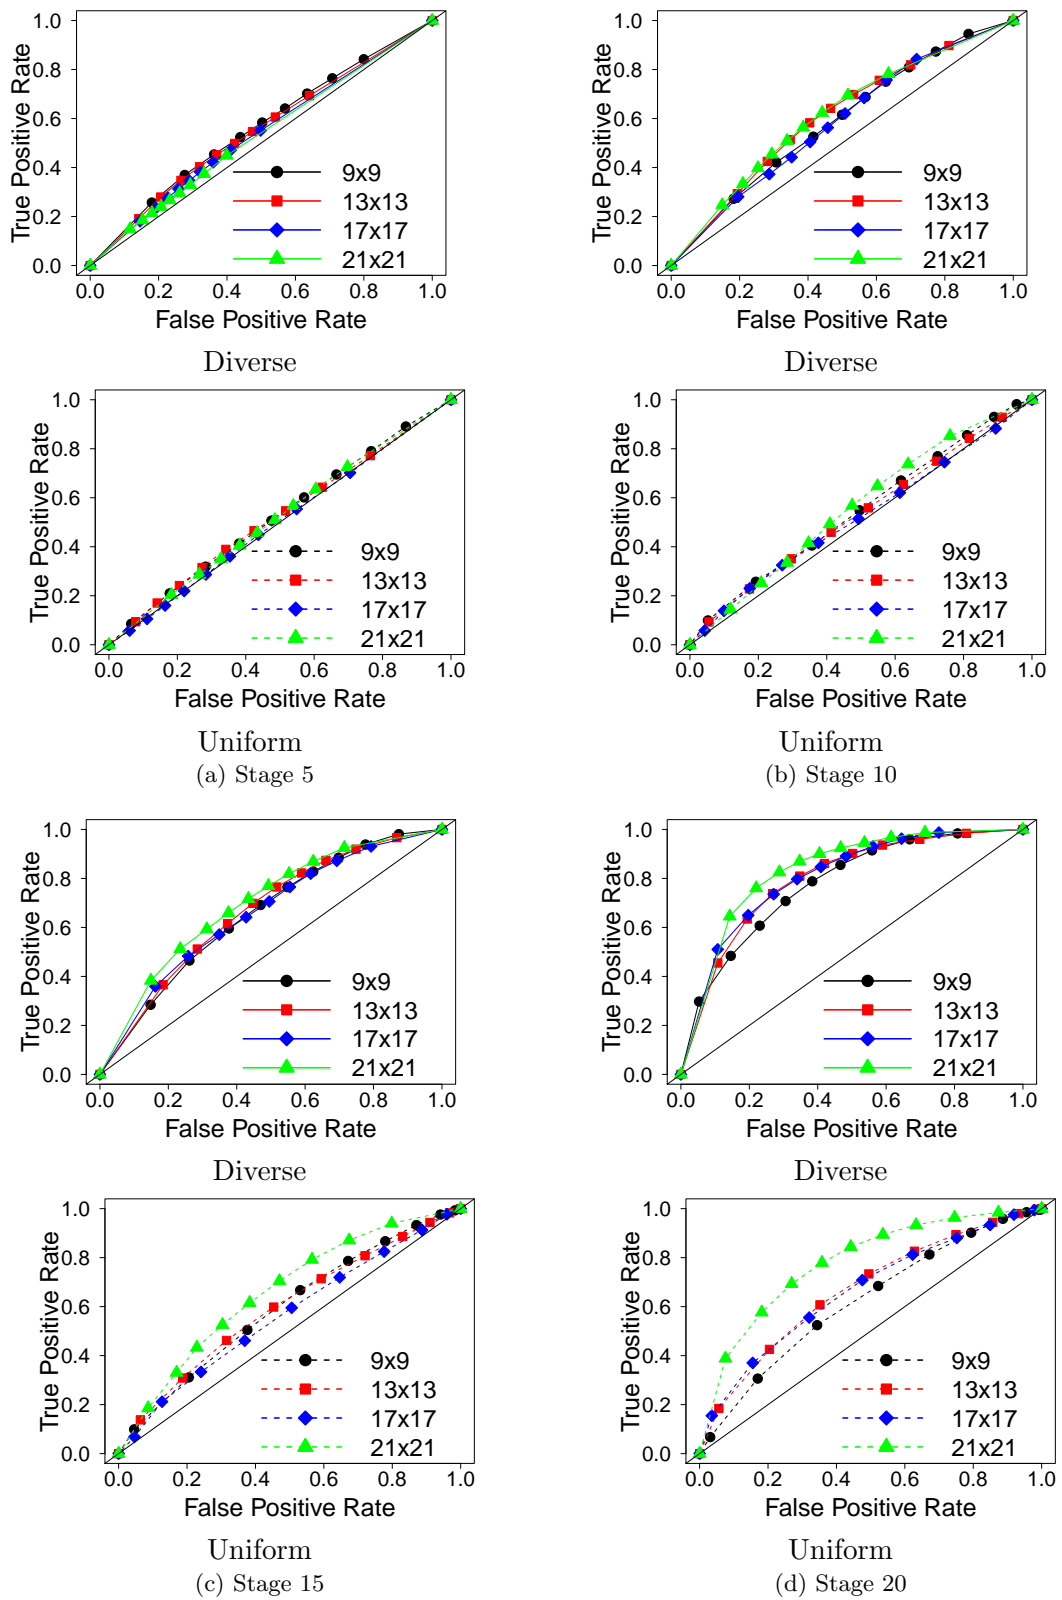 True Positive Rate
1.0
0.8
0.6
0.4
0.2
0.0
9x9
13x13
17x17
21x21
0.0 0.2 0.4 0.6 0.8 1.0
False Positive Rate
Diverse
True Positive Rate
1.0
0.8
0.6
0.4
0.2
0.0
9x9
13x13
17x17
21x21
0.0 0.2 0.4 0.6 0.8 1.0
False Positive Rate
Diverse
True Positive Rate
1.0
0.8
0.6
0.4
0.2
0.0
9x9
13x13
17x17
21x21
0.0 0.2 0.4 0.6 0.8 1.0
False Positive Rate
Uniform
(a) Stage 5
True Positive Rate
1.0
0.8
0.6
0.4
0.2
0.0
9x9
13x13
17x17
21x21
0.0 0.2 0.4 0.6 0.8 1.0
False Positive Rate
Uniform
(b) Stage 10
True Positive Rate
1.0
0.8
0.6
0.4
0.2
0.0
9x9
13x13
17x17
21x21
0.0 0.2 0.4 0.6 0.8 1.0
False Positive Rate
Diverse
True Positive Rate
1.0
0.8
0.6
0.4
0.2
0.0
9x9
13x13
17x17
21x21
0.0 0.2 0.4 0.6 0.8 1.0
False Positive Rate
Diverse
True Positive Rate
1.0
0.8
0.6
0.4
0.2
0.0
9x9
13x13
17x17
21x21
0.0 0.2 0.4 0.6 0.8 1.0
False Positive Rate
Uniform
(c) Stage 15
True Positive Rate
1.0
0.8
0.6
0.4
0.2
0.0
9x9
13x13
17x17
21x21
0.0 0.2 0.4 0.6 0.8 1.0
False Positive Rate
Uniform
(d) Stage 20